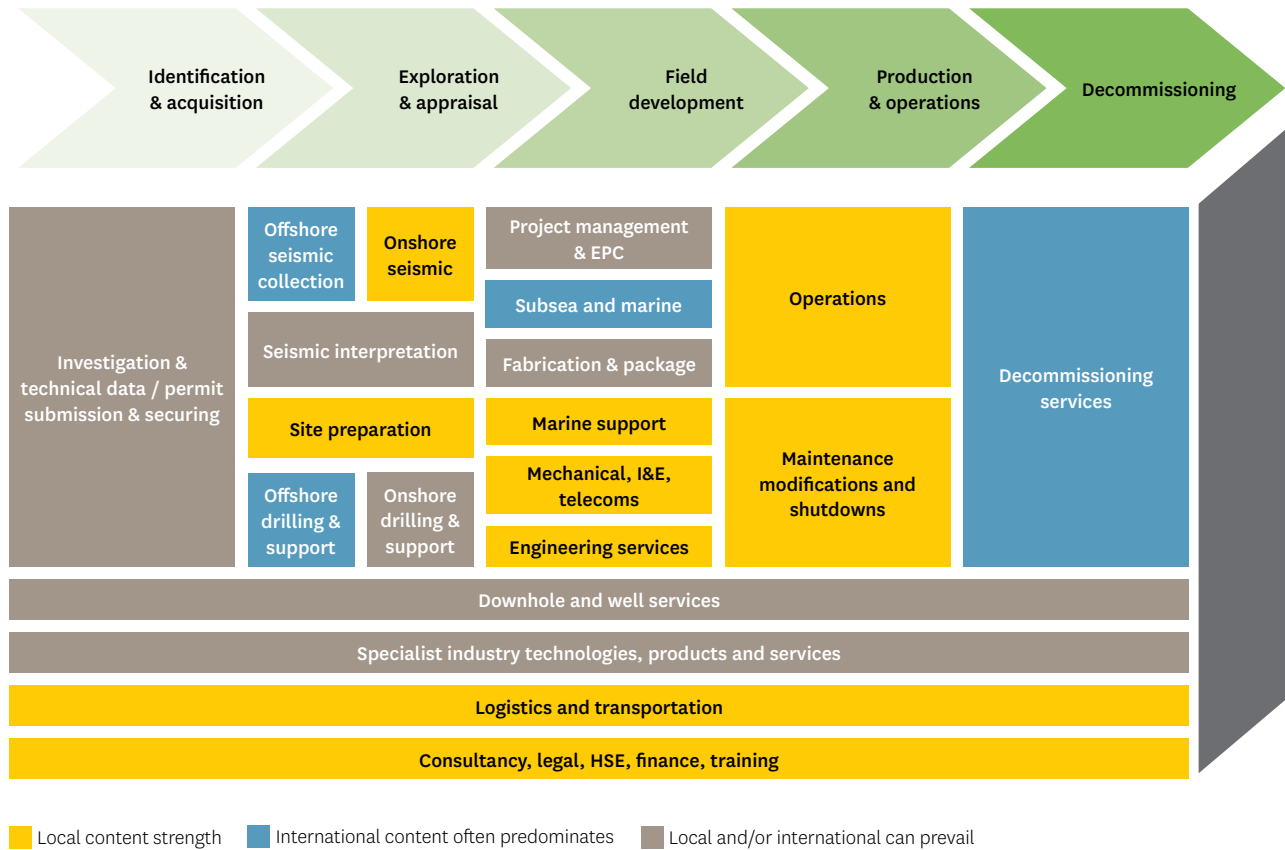 Identification
& acquisition
Exploration
& appraisal
Field
development
Production
& operations
Decommissioning
Investigation &
technical data / permit
submission & securing
Offshore
seismic
collection
Onshore
seismic
Seismic interpretation
Site preparation
Offshore
drilling &
support
Onshore
drilling &
support
Project management
& EPC
Subsea and marine
Fabrication & package
Marine support
Mechanical, I&E,
telecoms
Engineering services
Operations
Maintenance
modifications and
shutdowns
Decommissioning
services
Downhole and well services
Specialist industry technologies, products and services
Logistics and transportation
Consultancy, legal, HSE, finance, training
Local content strength
International content often predominates
Local and/or international can prevail